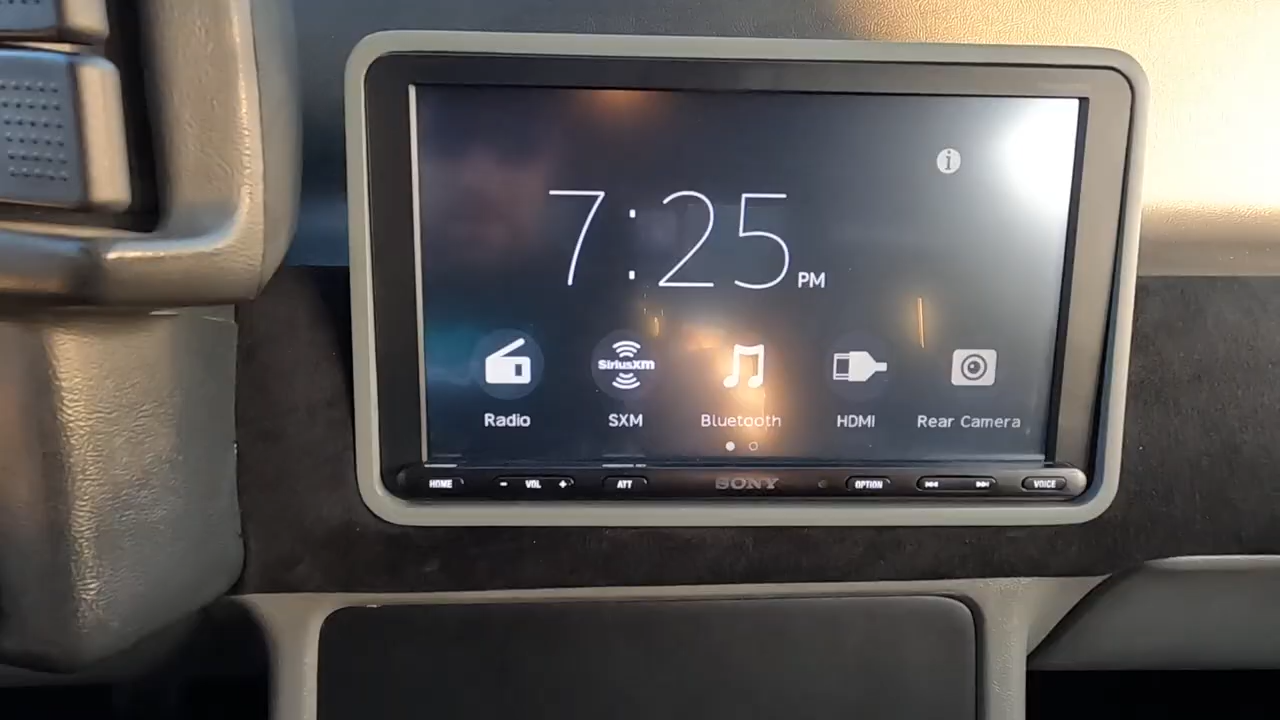 i
7:25 PM
SiriusXM
Radio SXM Bluetooth HDMI Rear Camera
HOME - VOL + ATT SONY OPTION VOICE